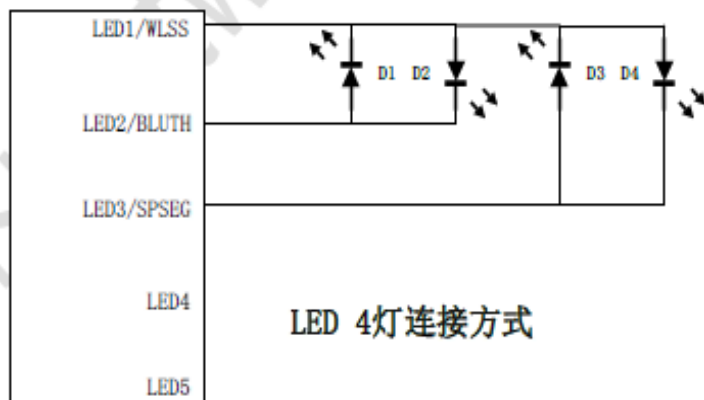 LED1/WLSS
D1 D2 D3 D4
LED2/BLUTH
LED3/SPSEG
LED4
LED 4灯连接方式
LED5